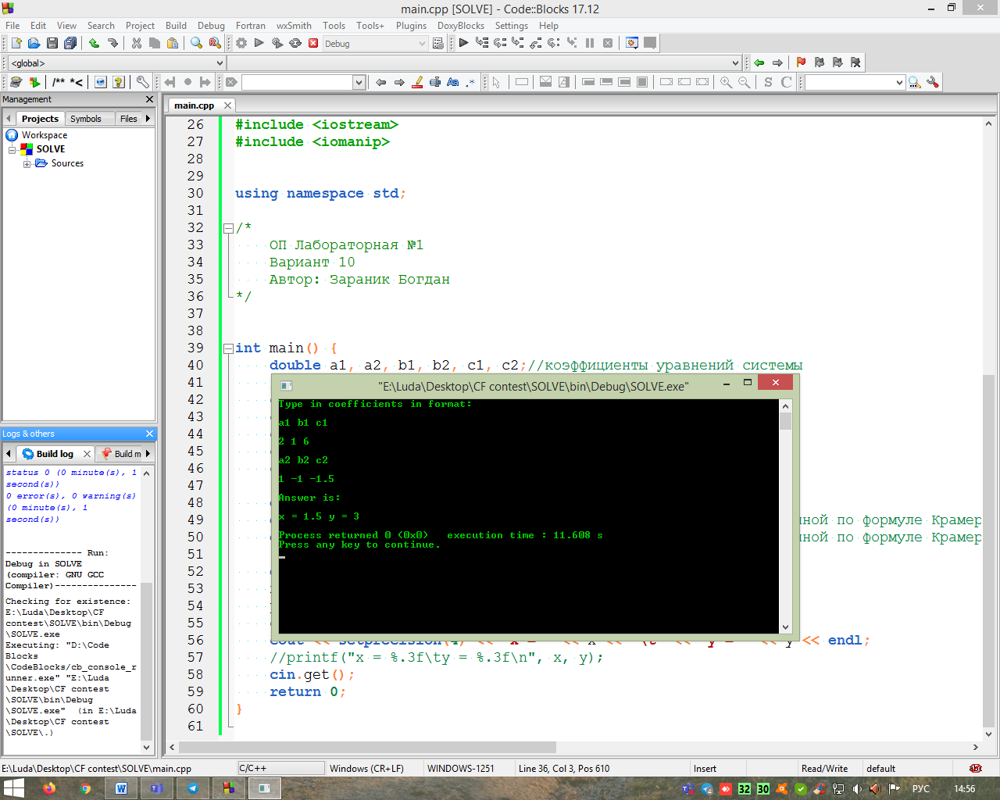 main.cpp [SOLVE] - Code::Blocks 17.12
File Edit View Search Project Build Debug Fortran wxSmith Tools Tools+ Plugins DoxyBlocks Settings Help
Debug
<global>
/** *<
Aa .*
S C
Management
Projects Symbols Files
Workspace
SOLVE
Sources
Logs & others
Build log Build m
status 0 (0 minute(s), 1
second(s))
0 error(s), 0 warning(s)
(0 minute(s), 1
second(s))
-------------- Run:
Debug in SOLVE
(compiler: GNU GCC
Compiler)---------------
Checking for existence:
E:\Luda\Desktop\CF
contest\SOLVE\bin\Debug
\SOLVE.exe
Executing: "D:\Code
Blocks
\CodeBlocks/cb_console_r
unner.exe" "E:\Luda
\Desktop\CF contest
\SOLVE\bin\Debug
\SOLVE.exe" (in E:\Luda
\Desktop\CF contest
\SOLVE\.)
main.cpp
26 #include <iostream>
27 #include <iomanip>
28
29
30 using namespace std;
31
32 /*
33 ОП Лабораторная №1
34 Вариант 10
35 Автор: Зараник Богдан
36 */
37
38
39 int main() {
40 double a1, a2, b1, b2, c1, c2;//коэффициенты уравнений системы
41
42
43
44
45
46
47
48
49 ной по формуле Крамер
50 ной по формуле Крамер
51
52
53
54
55
56 cout << setprecision(4) << "x = " << x << "\t" << "y = " << y << endl;
57 //printf("x = %.3f\ty = %.3f\n", x, y);
58 cin.get();
59 return 0;
60 }
61
"E:\Luda\Desktop\CF contest\SOLVE\bin\Debug\SOLVE.exe"
Type in coefficients in format:
a1 b1 c1
2 1 6
a2 b2 c2
1 -1 -1.5
Answer is:
x = 1.5 y = 3
Process returned 0 (0x0) execution time : 11.608 s
Press any key to continue.
E:\Luda\Desktop\CF contest\SOLVE\main.cpp C/C++ Windows (CR+LF) WINDOWS-1251 Line 36, Col 3, Pos 610 Insert Read/Write default
32 30 РУС 14:56